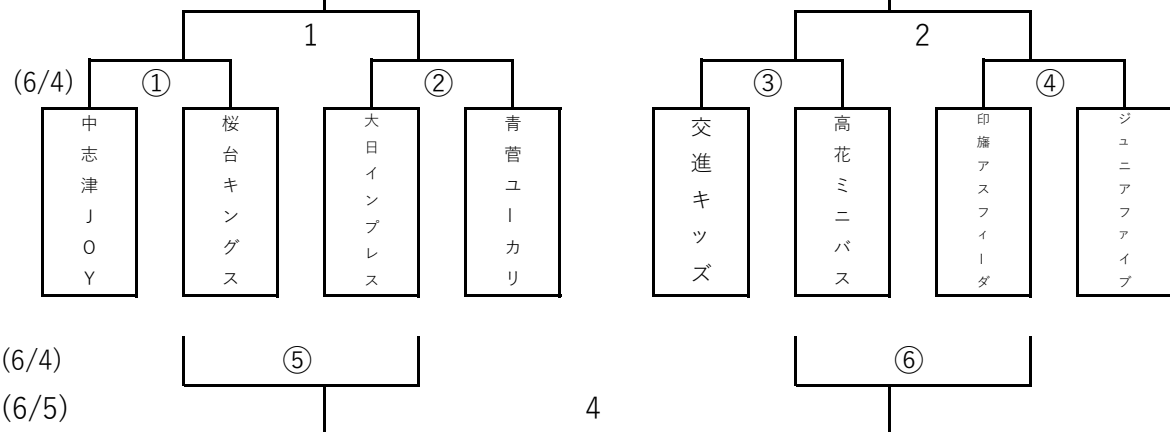 1
2
(6/4)
①
②
③
④
中志津JOY
桜台キングス
大日インプレス
青菅ユーカリ
交進キッズ
高花ミニバス
印旛アスフィーダ
ジュニアファイブ
(6/4)
⑤
⑥
(6/5)
4